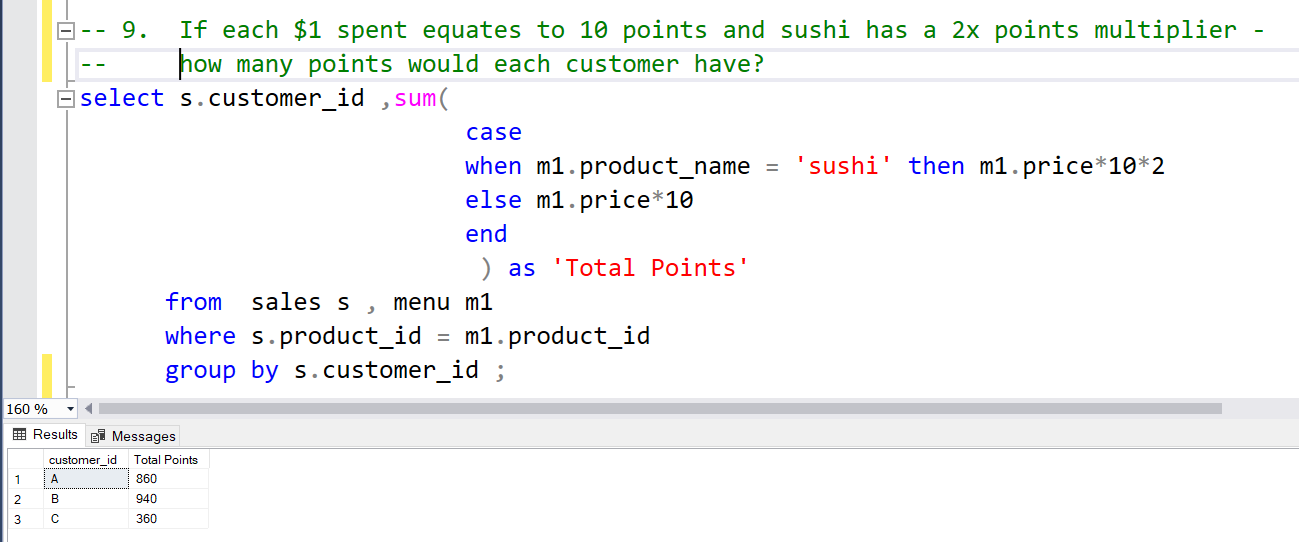 -- 9.  If each $1 spent equates to 10 points and sushi has a 2x points multiplier -
--     how many points would each customer have?
select s.customer_id ,sum(
case
when m1.product_name = 'sushi' then m1.price*10*2
else m1.price*10
end
) as 'Total Points'
from  sales s , menu m1
where s.product_id = m1.product_id
group by s.customer_id ;
160 %
Results Messages
customer_id Total Points
1 A 860
2 B 940
3 C 360